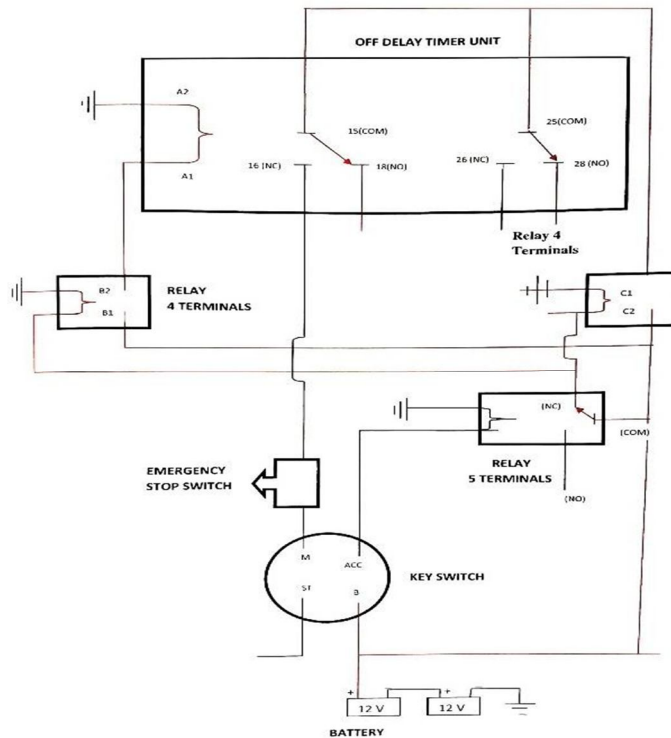 OFF DELAY TIMER UNIT
A2
15(COM)
25(COM)
16 (NC)
18(NO)
26 (NC)
28 (NO)
A1
Relay 4
Terminals
B2
B1
RELAY
4 TERMINALS
C1
C2
(NC)
(COM)
RELAY
5 TERMINALS
(NO)
EMERGENCY
STOP SWITCH
M
ACC
ST
B
KEY SWITCH
+
+
12 V
12 V
BATTERY